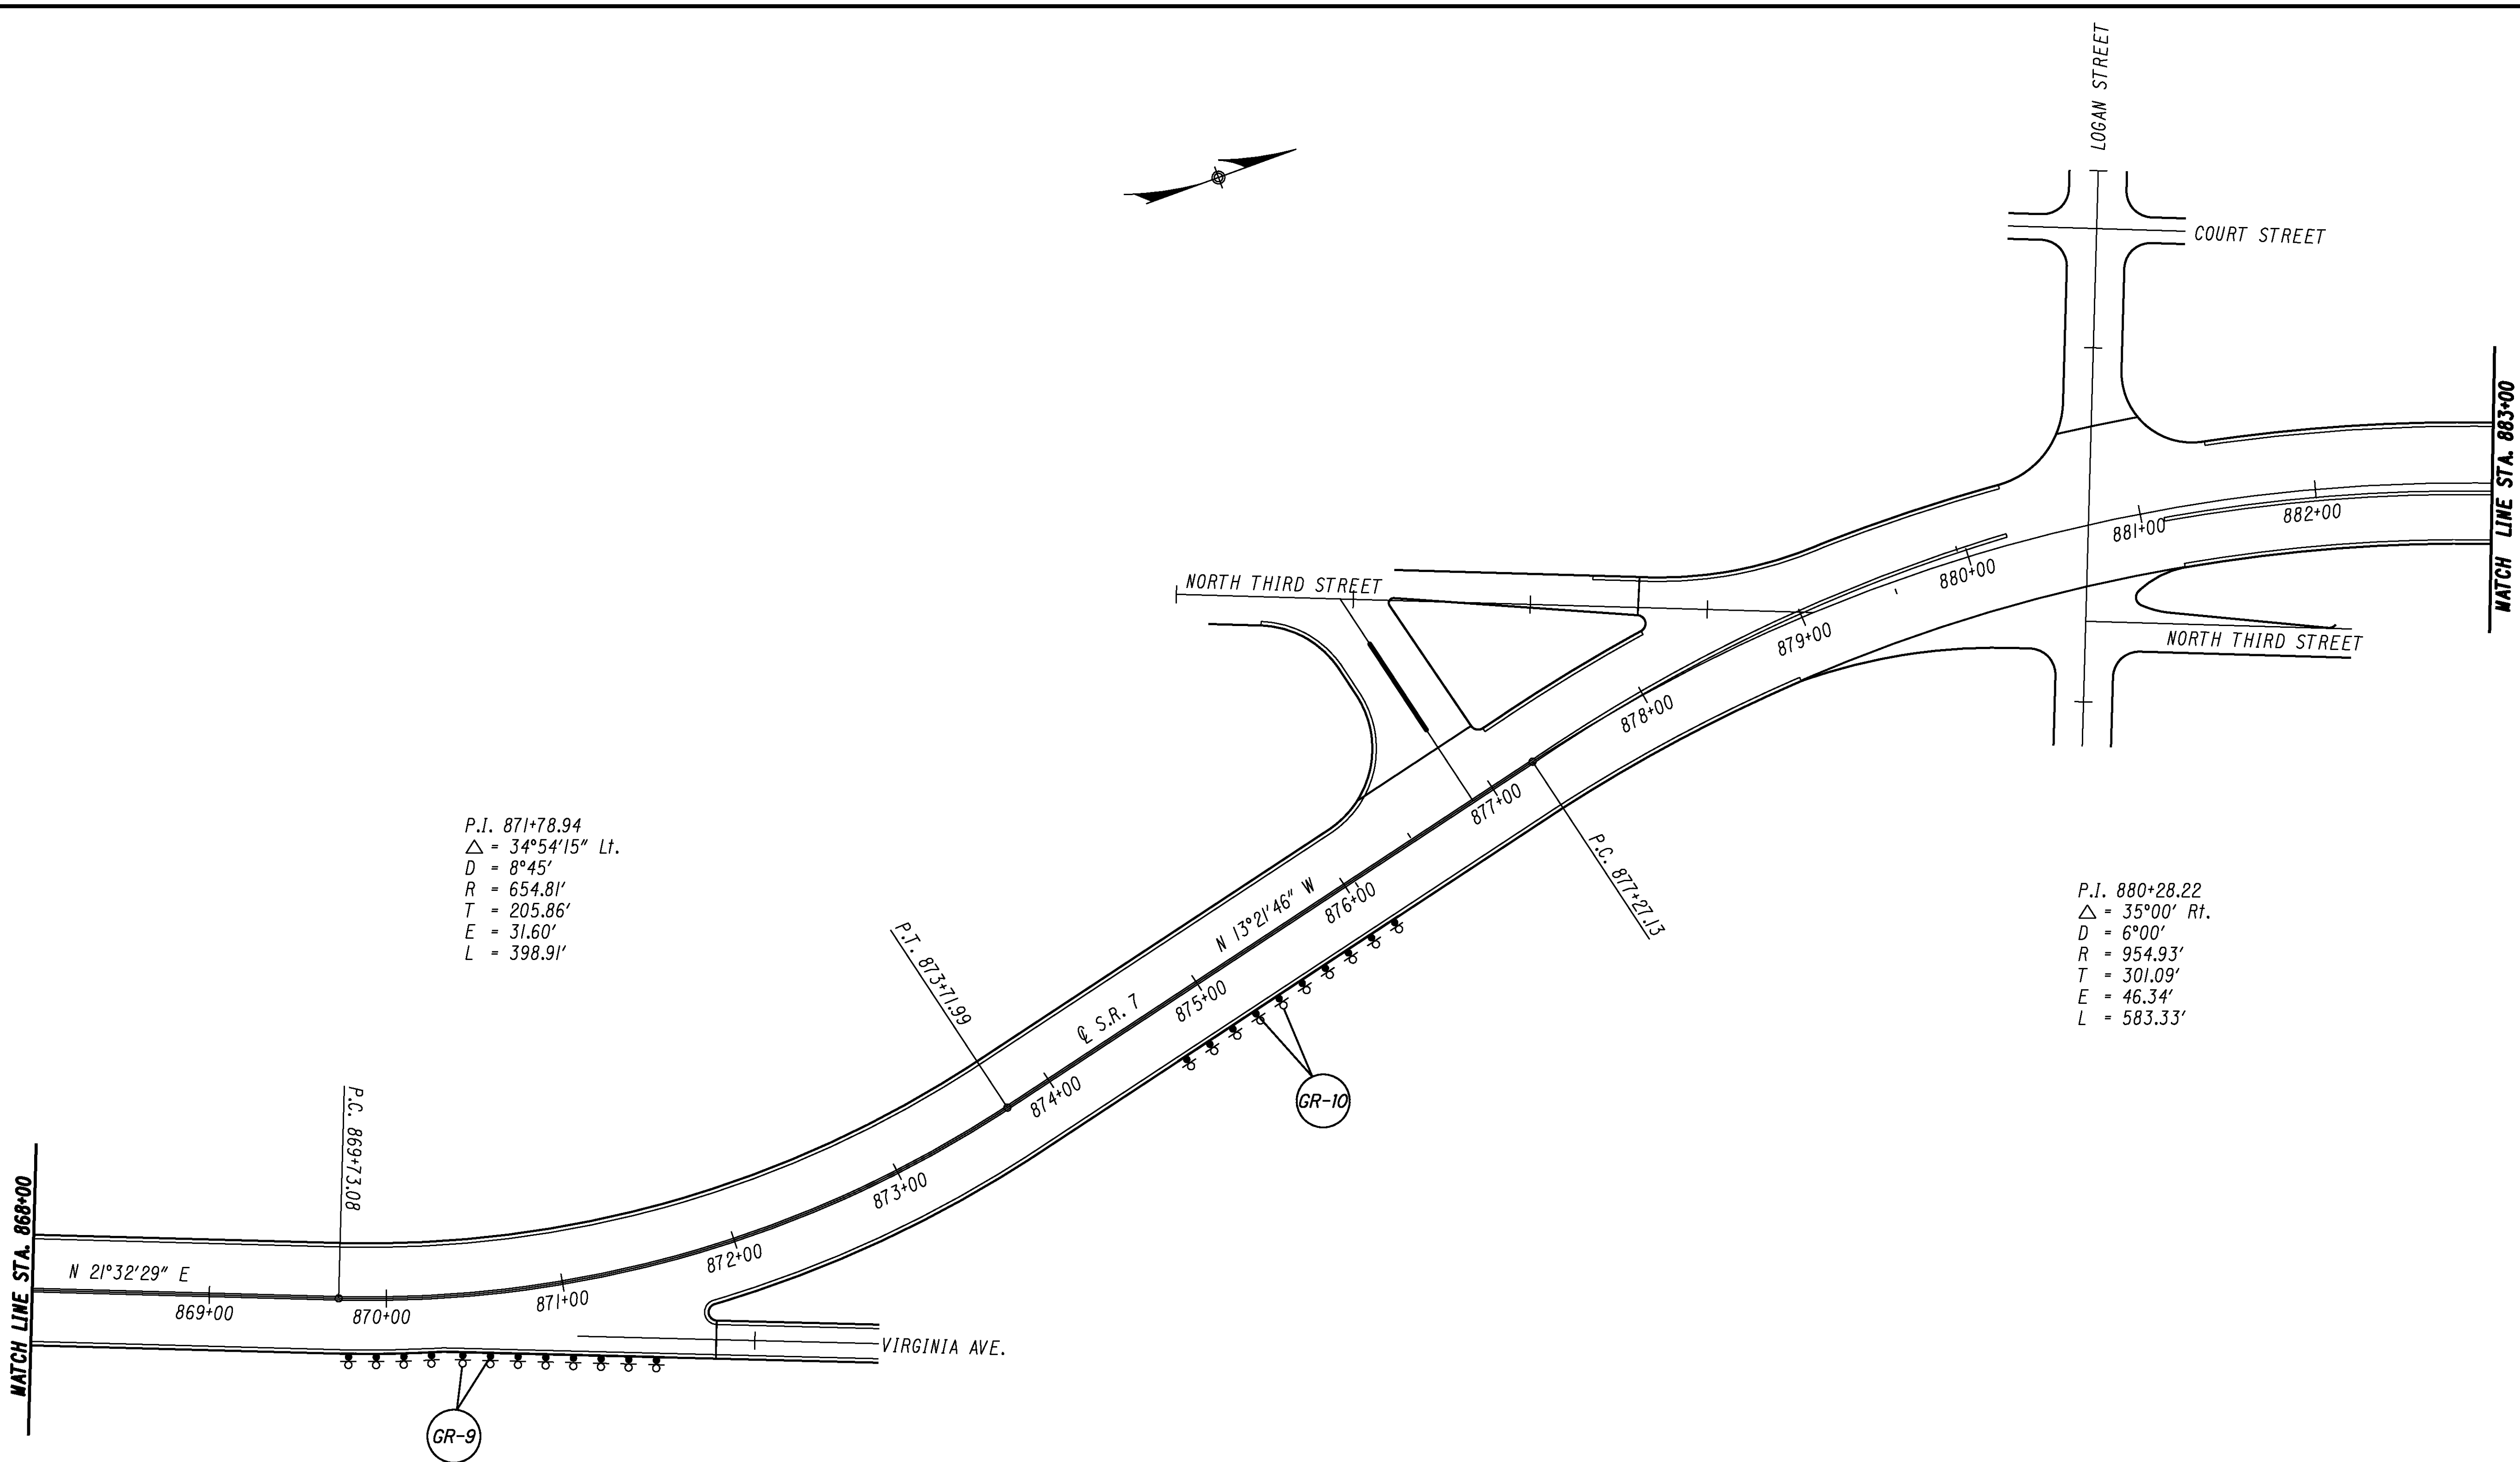 LOGAN STREET
COURT STREET
MATCH LINE STA. 883+00
882+00
881+00
880+00
NORTH THIRD STREET
879+00
NORTH THIRD STREET
878+00
877+00
P.C. 877+27.13
P.I. 871+78.94
△ = 34°54'15" Lt.
D = 8°45'
R = 654.81'
T = 205.86'
E = 31.60'
L = 398.91'
P.I. 880+28.22
△ = 35°00' Rt.
D = 6°00'
R = 954.93'
T = 301.09'
E = 46.34'
L = 583.33'
N 13°21'46" W
876+00
P.T. 873+71.99
℄ S.R. 7
875+00
874+00
GR-10
P.C. 869+73.08
873+00
MATCH LINE STA. 868+00
872+00
N 21°32'29" E
869+00
870+00
871+00
VIRGINIA AVE.
GR-9